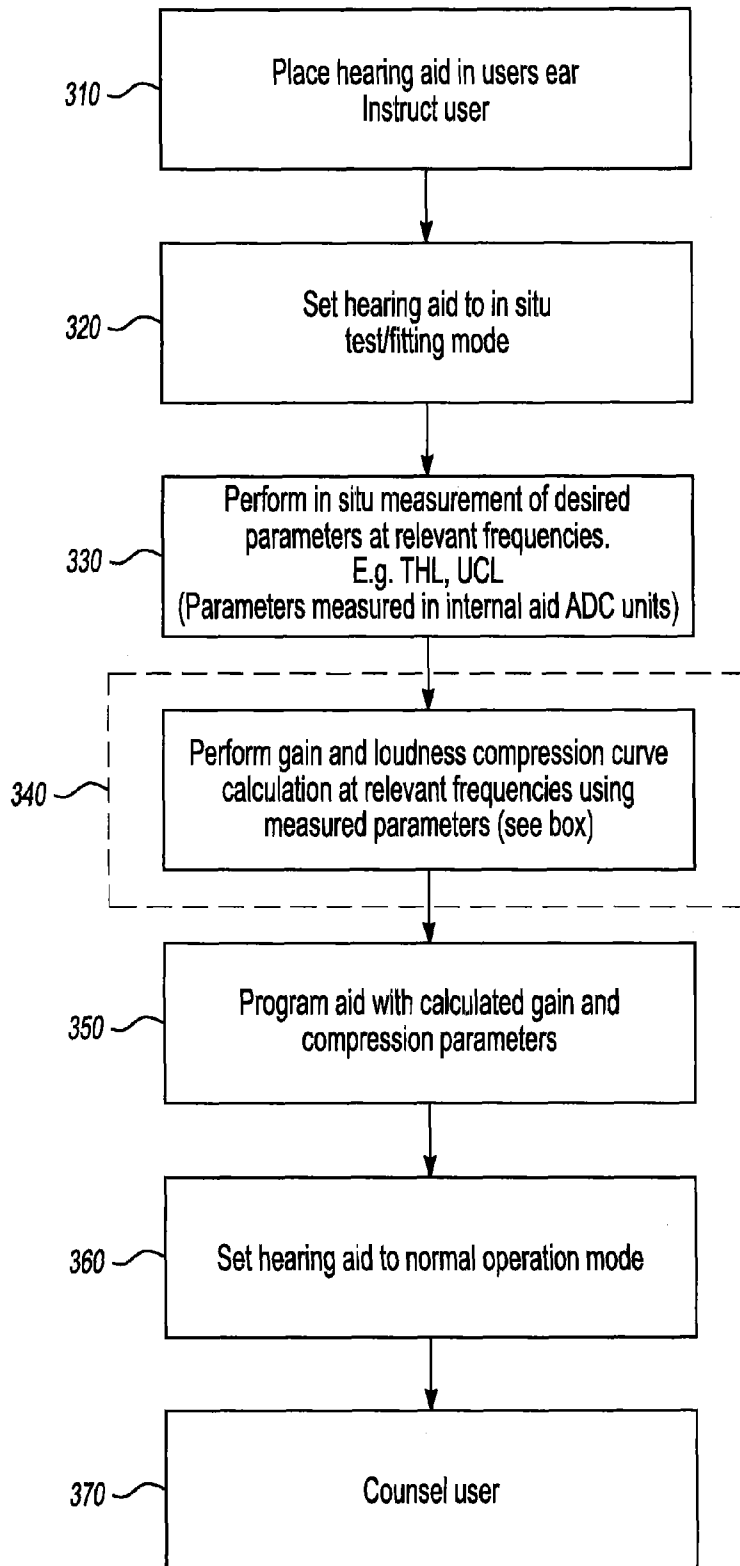 310
Place hearing aid in users ear
Instruct user
320
Set hearing aid to in situ
test/fitting mode
330
Perform in situ measurement of desired
parameters at relevant frequencies.
E.g. THL, UCL
(Parameters measured in internal aid ADC units)
340
Perform gain and loudness compression curve
calculation at relevant frequencies using
measured parameters (see box)
350
Program aid with calculated gain and
compression parameters
360
Set hearing aid to normal operation mode
370
Counsel user